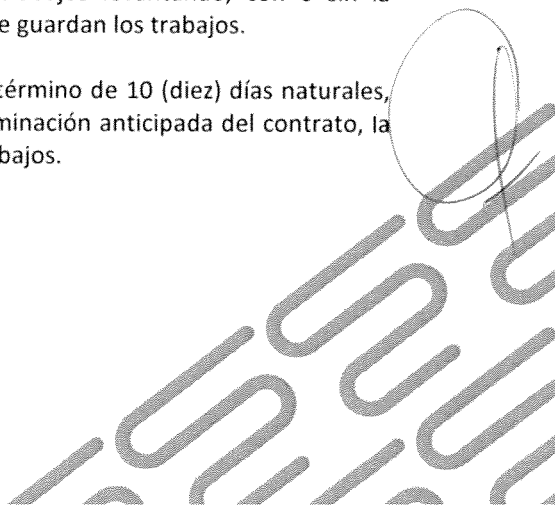 e guardan los trabajos.

término de 10 (diez) días naturales,
minación anticipada del contrato, la
bajos.